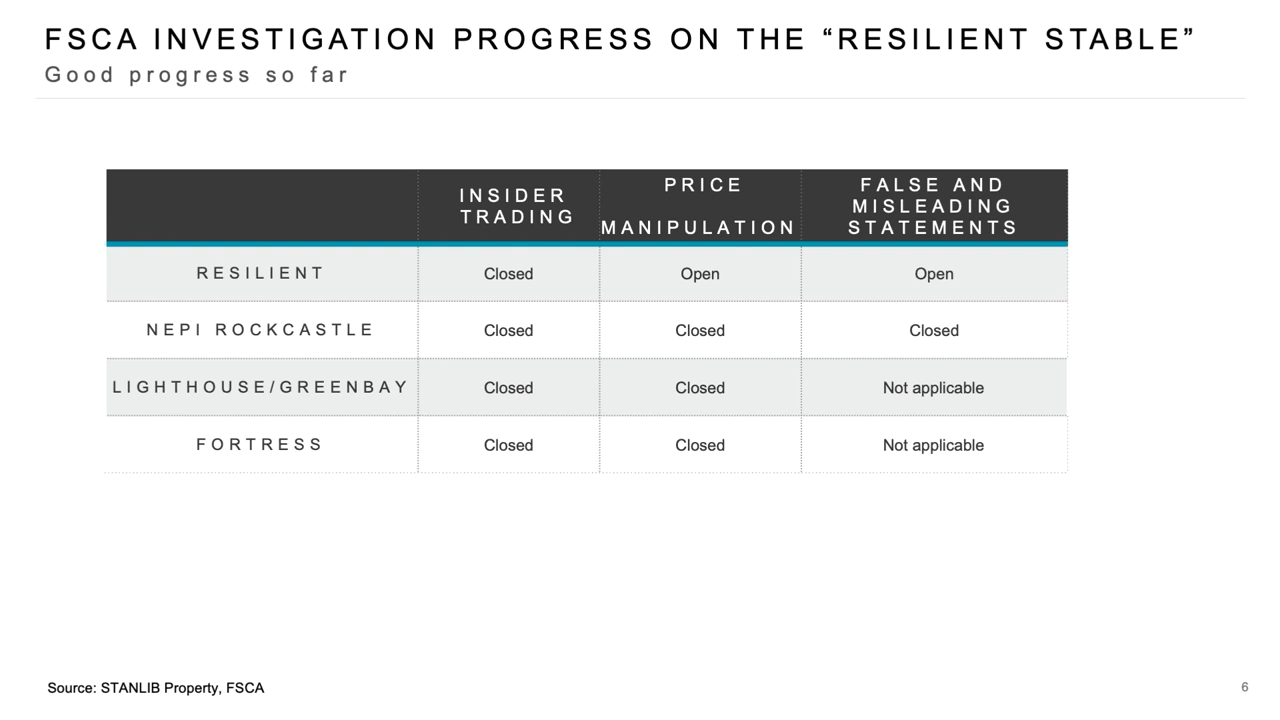 FSCA INVESTIGATION PROGRESS ON THE “RESILIENT STABLE”
Good progress so far
INSIDER TRADING
PRICE MANIPULATION
FALSE AND MISLEADING STATEMENTS
RESILIENT Closed Open Open
NEPI ROCKCASTLE Closed Closed Closed
LIGHTHOUSE/GREENBAY Closed Closed Not applicable
FORTRESS Closed Closed Not applicable
Source: STANLIB Property, FSCA
6